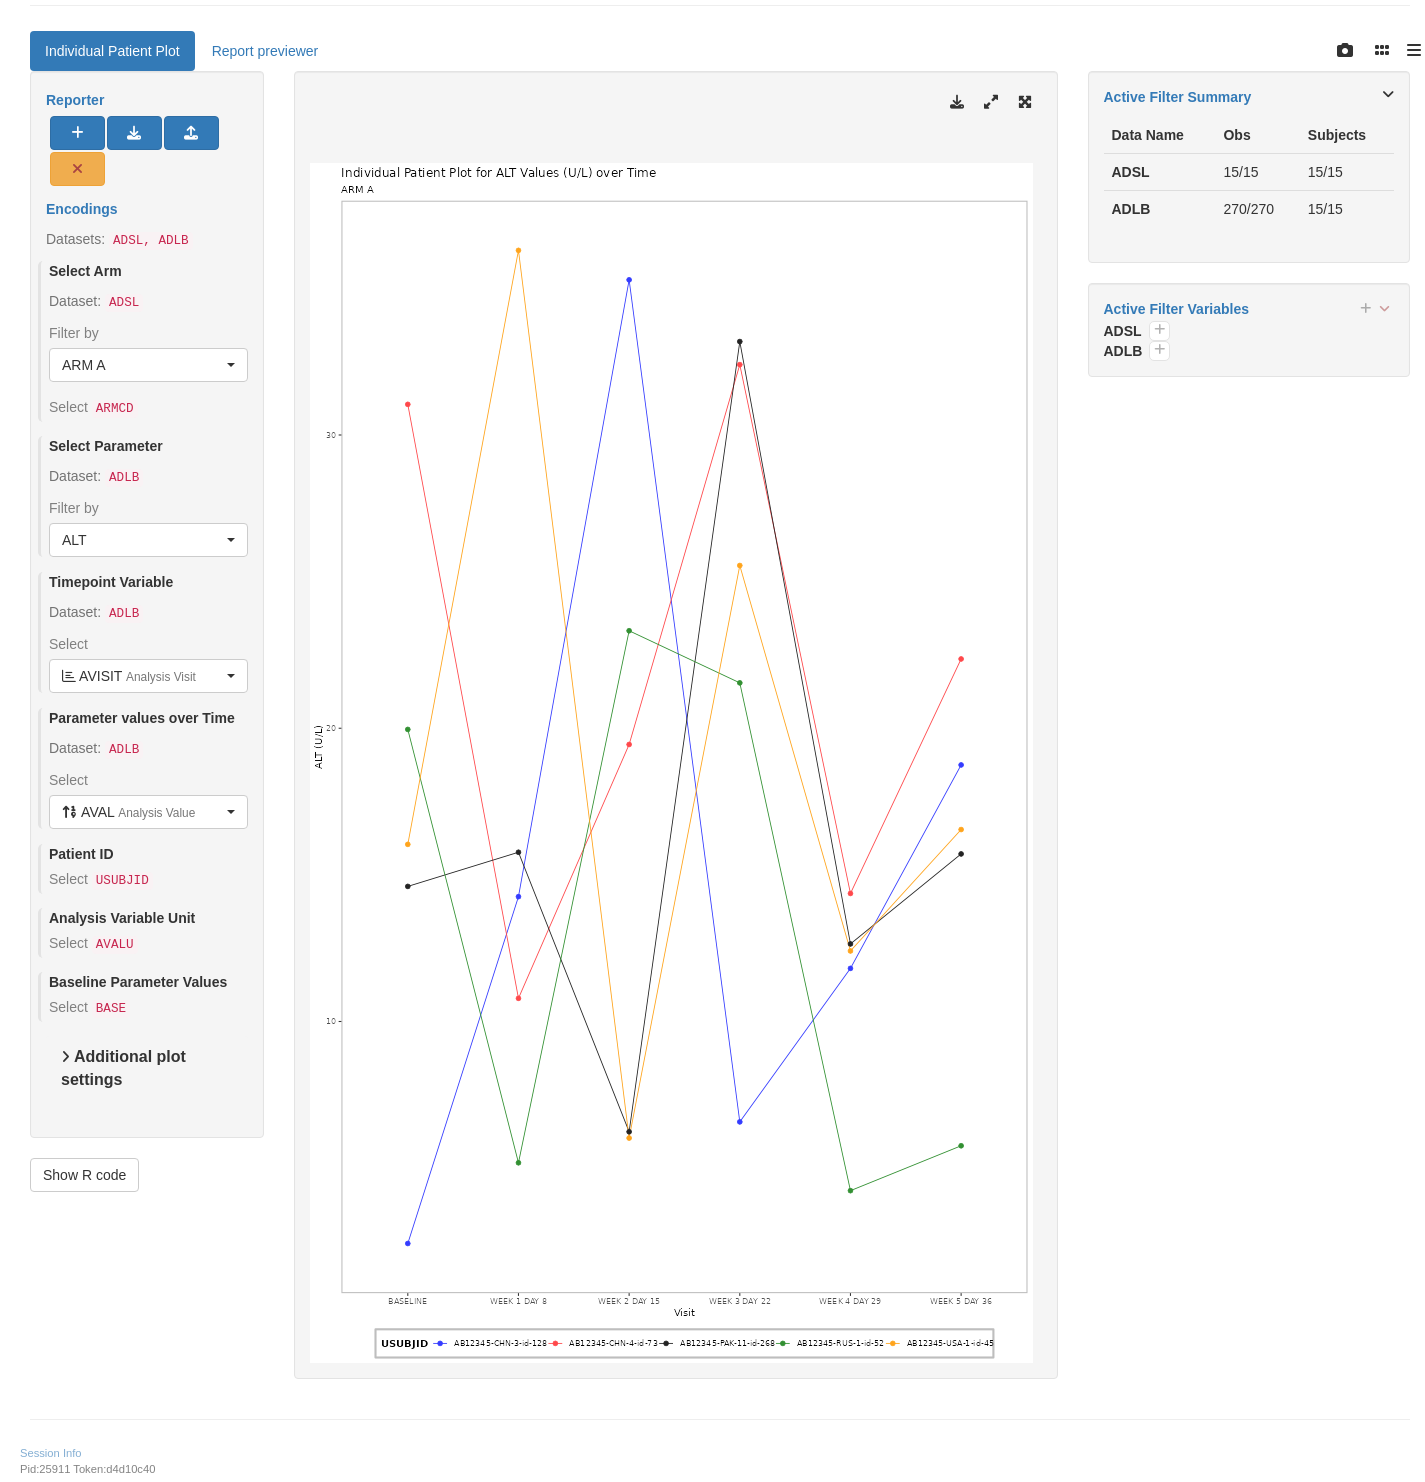 Individual Patient Plot
Report previewer
Reporter
Encodings
Datasets: ADSL, ADLB
Select Arm
Dataset: ADSL
Filter by
ARM A
Select ARMCD
Select Parameter
Dataset: ADLB
Filter by
ALT
Timepoint Variable
Dataset: ADLB
Select
AVISIT Analysis Visit
Parameter values over Time
Dataset: ADLB
Select
AVAL Analysis Value
Patient ID
Select USUBJID
Analysis Variable Unit
Select AVALU
Baseline Parameter Values
Select BASE
Additional plot
settings
Show R code
Individual Patient Plot for ALT Values (U/L) over Time
ARM A
30
20
10
ALT (U/L)
BASELINE WEEK 1 DAY 8 WEEK 2 DAY 15 WEEK 3 DAY 22 WEEK 4 DAY 29 WEEK 5 DAY 36
Visit
USUBJID AB12345-CHN-3-id-128 AB12345-CHN-4-id-73 AB12345-PAK-11-id-268 AB12345-RUS-1-id-52 AB12345-USA-1-id-45
Active Filter Summary
Data Name Obs Subjects
ADSL 15/15 15/15
ADLB 270/270 15/15
Active Filter Variables
ADSL
ADLB
Session Info
Pid:25911 Token:d4d10c40